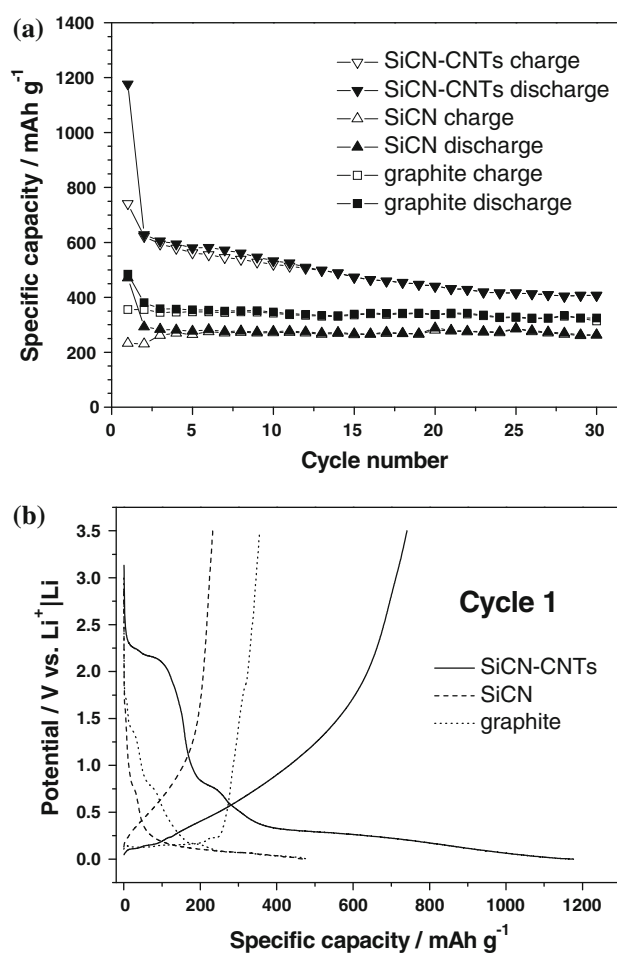 (a)
1400
1200
1000
800
600
400
200
0
Specific capacity / mAh g-1
SiCN-CNTs charge
SiCN-CNTs discharge
SiCN charge
SiCN discharge
graphite charge
graphite discharge
0 5 10 15 20 25 30
Cycle number
(b)
3.5
3.0
2.5
2.0
1.5
1.0
0.5
0.0
Potential / V vs. Li+|Li
Cycle 1
SiCN-CNTs
SiCN
graphite
0 200 400 600 800 1000 1200
Specific capacity / mAh g-1